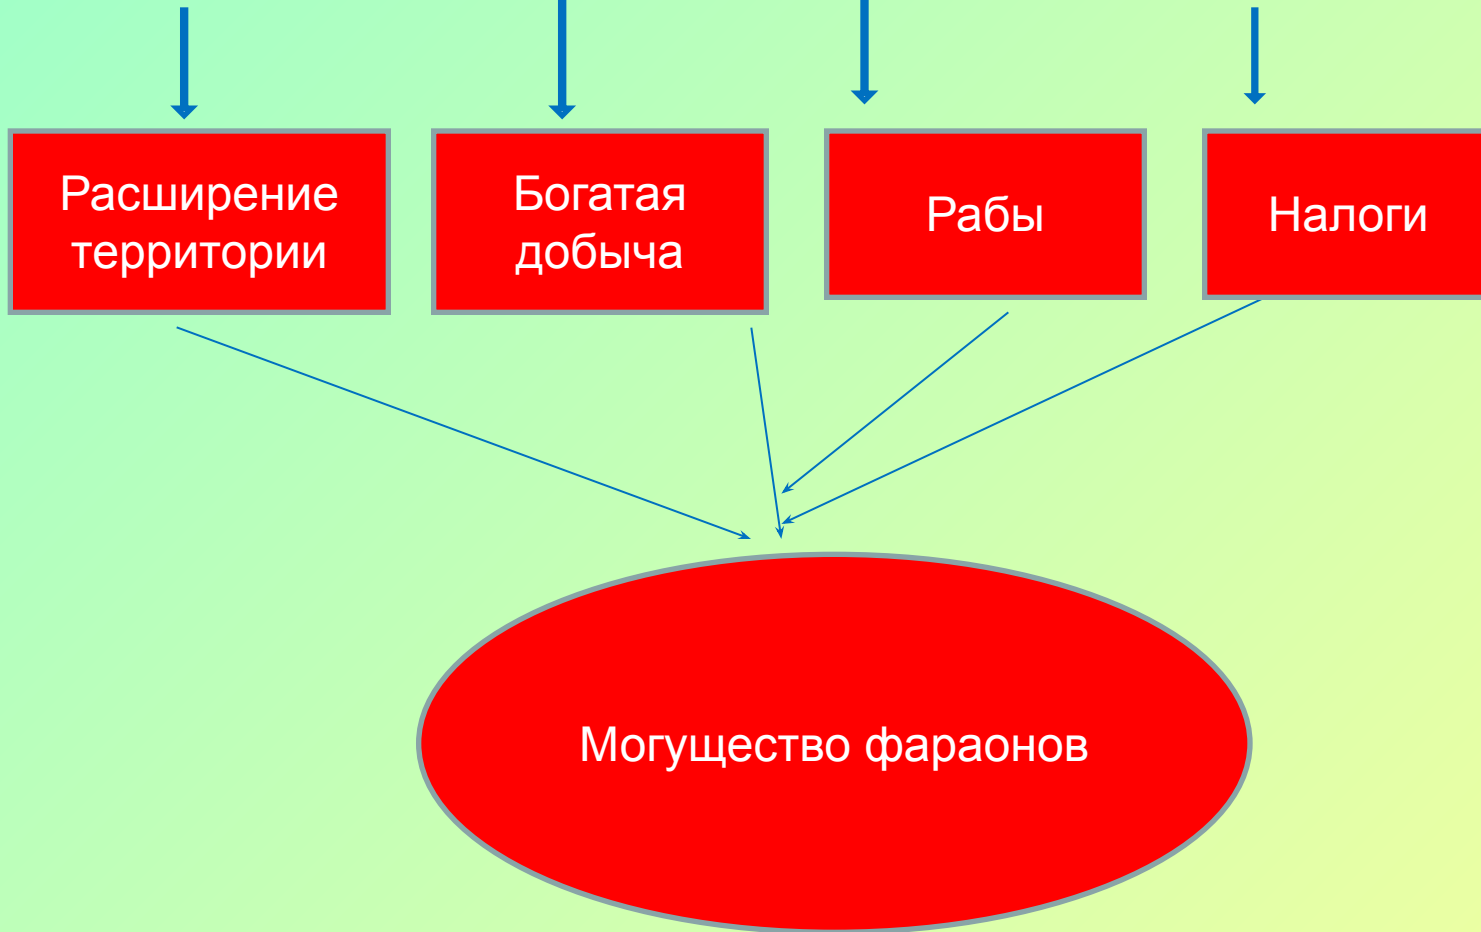 Расширение
территории
Богатая
добыча
Рабы
Налоги
Могущество фараонов